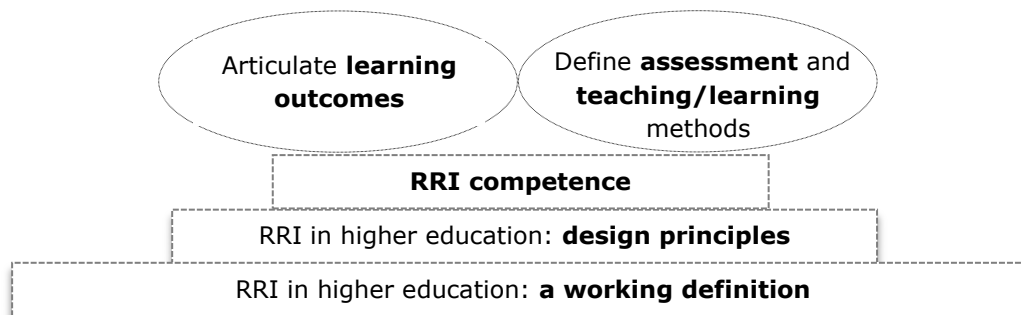 Articulate learning
outcomes
Define assessment and
teaching/learning
methods
RRI competence
RRI in higher education: design principles
RRI in higher education: a working definition